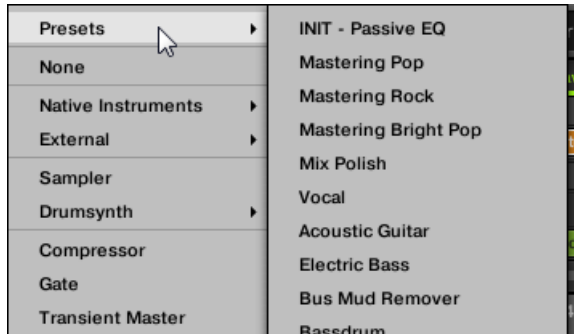 Presets
None
Native Instruments
External
Sampler
Drumsynth
Compressor
Gate
Transient Master
INIT - Passive EQ
Mastering Pop
Mastering Rock
Mastering Bright Pop
Mix Polish
Vocal
Acoustic Guitar
Electric Bass
Bus Mud Remover
Bassdrum